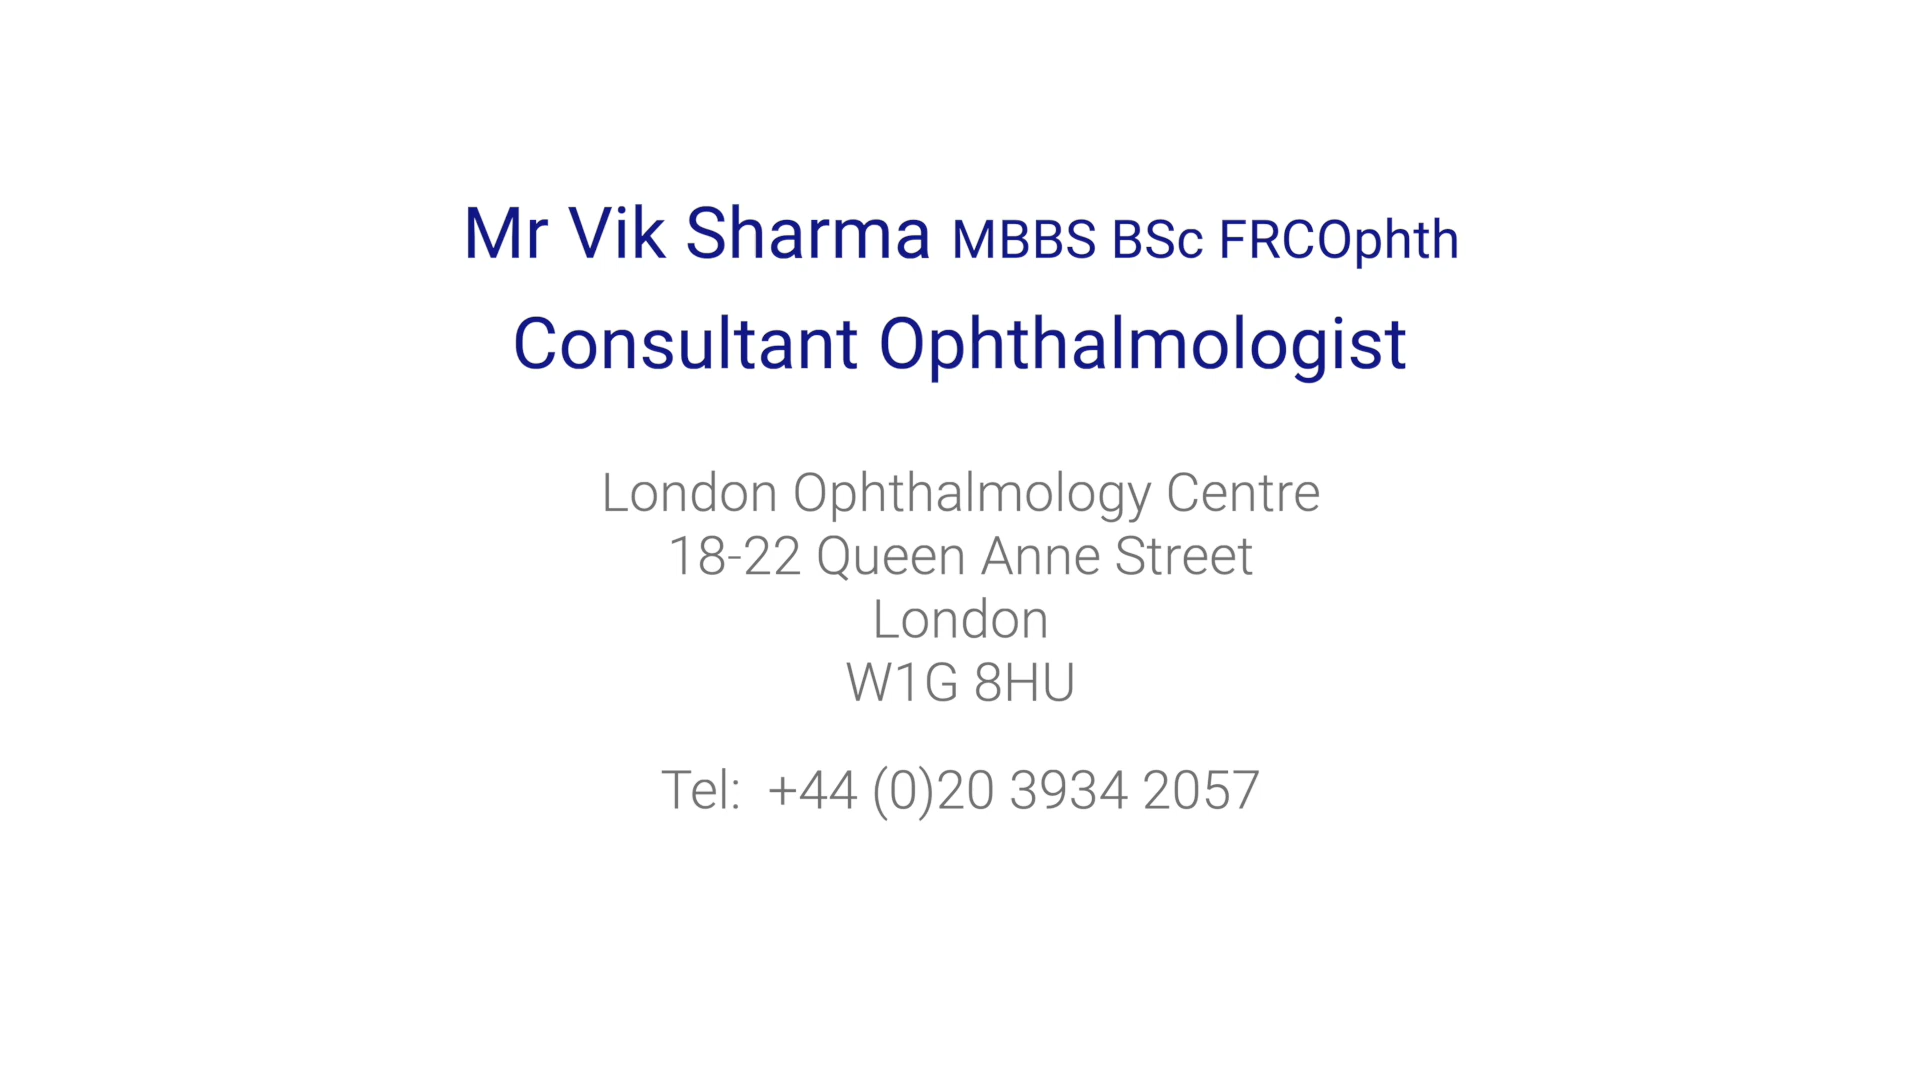 Mr Vik Sharma MBBS BSc FRCOphth
Consultant Ophthalmologist
London Ophthalmology Centre
18-22 Queen Anne Street
London
W1G 8HU
Tel:  +44 (0)20 3934 2057